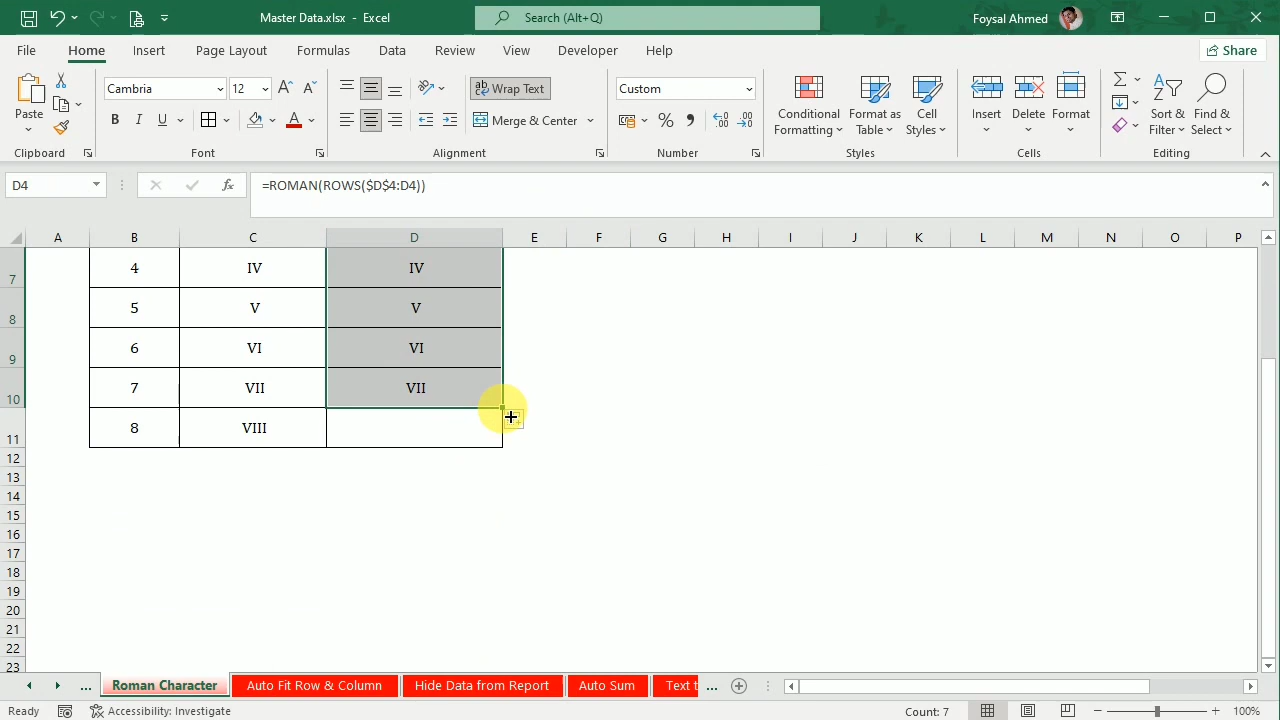 Master Data.xlsx - Excel
Search (Alt+Q)
Foysal Ahmed
File Home Insert Page Layout Formulas Data Review View Developer Help
Share
Paste
Cambria 12
B I U A
ab Wrap Text
Merge & Center
Custom
% 9
Conditional Formatting
Format as Table
Cell Styles
Insert Delete Format
Sort & Filter
Find & Select
Clipboard Font Alignment Number Styles Cells Editing
D4 fx =ROMAN(ROWS($D$4:D4))
A B C D E F G H I J K L M N O P
7 4 IV IV
8 5 V V
9 6 VI VI
10 7 VII VII
11 8 VIII
12
13
14
15
16
17
18
19
20
21
22
23
... Roman Character Auto Fit Row & Column Hide Data from Report Auto Sum Text t ...
Ready Accessibility: Investigate Count: 7 100%